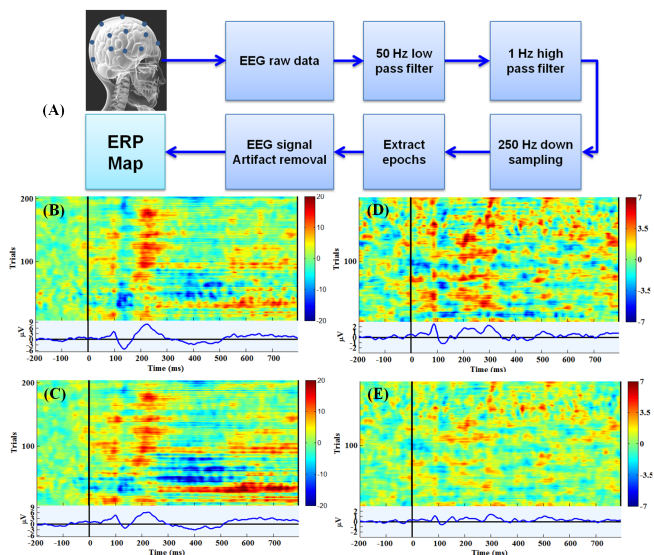 (A)
EEG raw data
50 Hz low
pass filter
1 Hz high
pass filter
ERP
Map
EEG signal
Artifact removal
Extract
epochs
250 Hz down
sampling
(B)
200
100
Trials
20
10
0
-10
-20
µV
-200 -100 0 100 200 300 400 500 600 700
Time (ms)
(D)
100
Trials
7
3.5
0
-3.5
-7
µV
2
1
-200 -100 0 100 200 300 400 500 600 700
Time (ms)
(C)
200
100
Trials
20
10
0
-10
-20
µV
-200 -100 0 100 200 300 400 500 600 700
Time (ms)
(E)
100
Trials
7
3.5
0
-3.5
-7
µV
2
1
-200 -100 0 100 200 300 400 500 600 700
Time (ms)